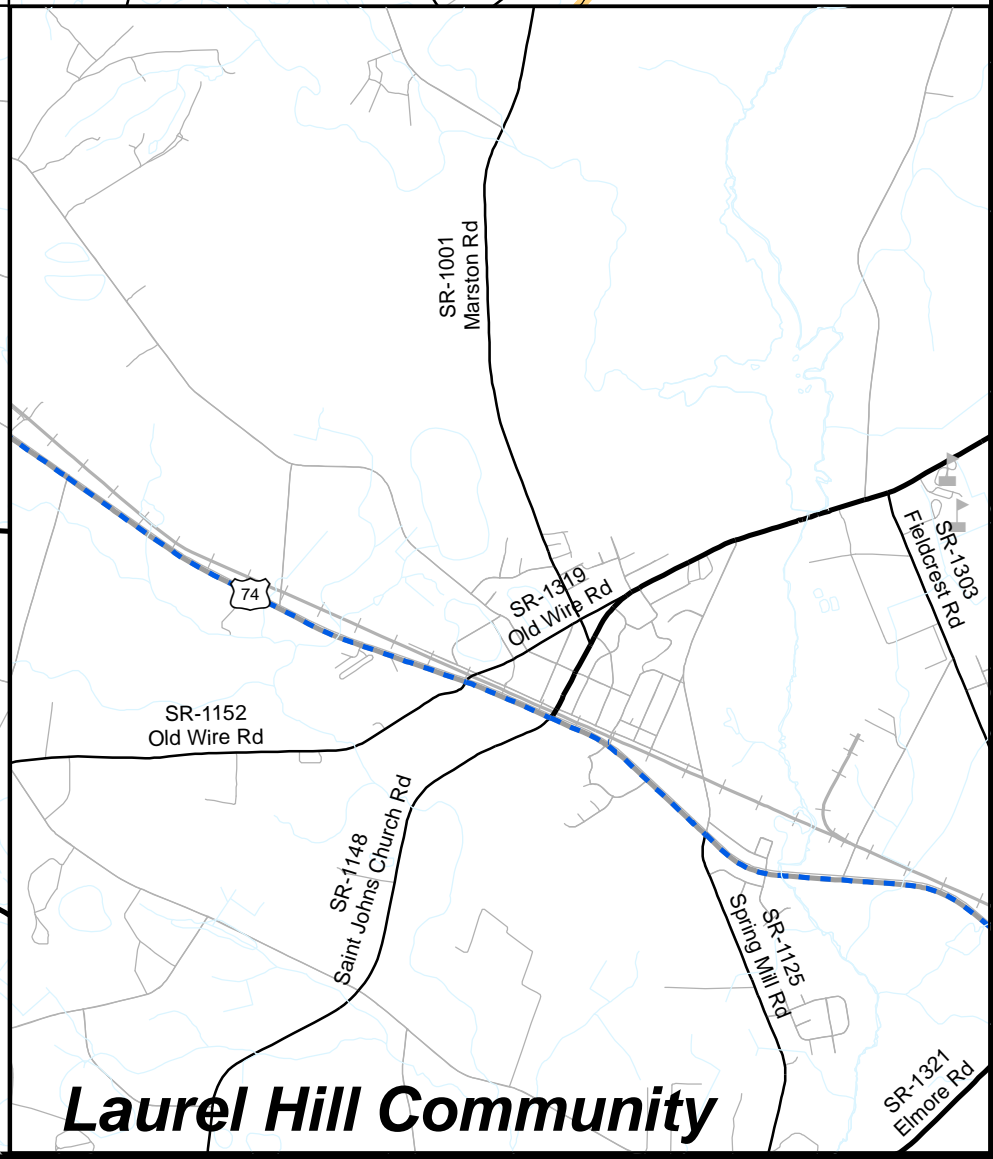 SR-1001
Marston Rd
SR-1303
Fieldcrest Rd
SR-1319
Old Wire Rd
74
SR-1152
Old Wire Rd
SR-1148
Saint Johns Church Rd
SR-1125
Spring Mill Rd
SR-1321
Elmore Rd
Laurel Hill Community